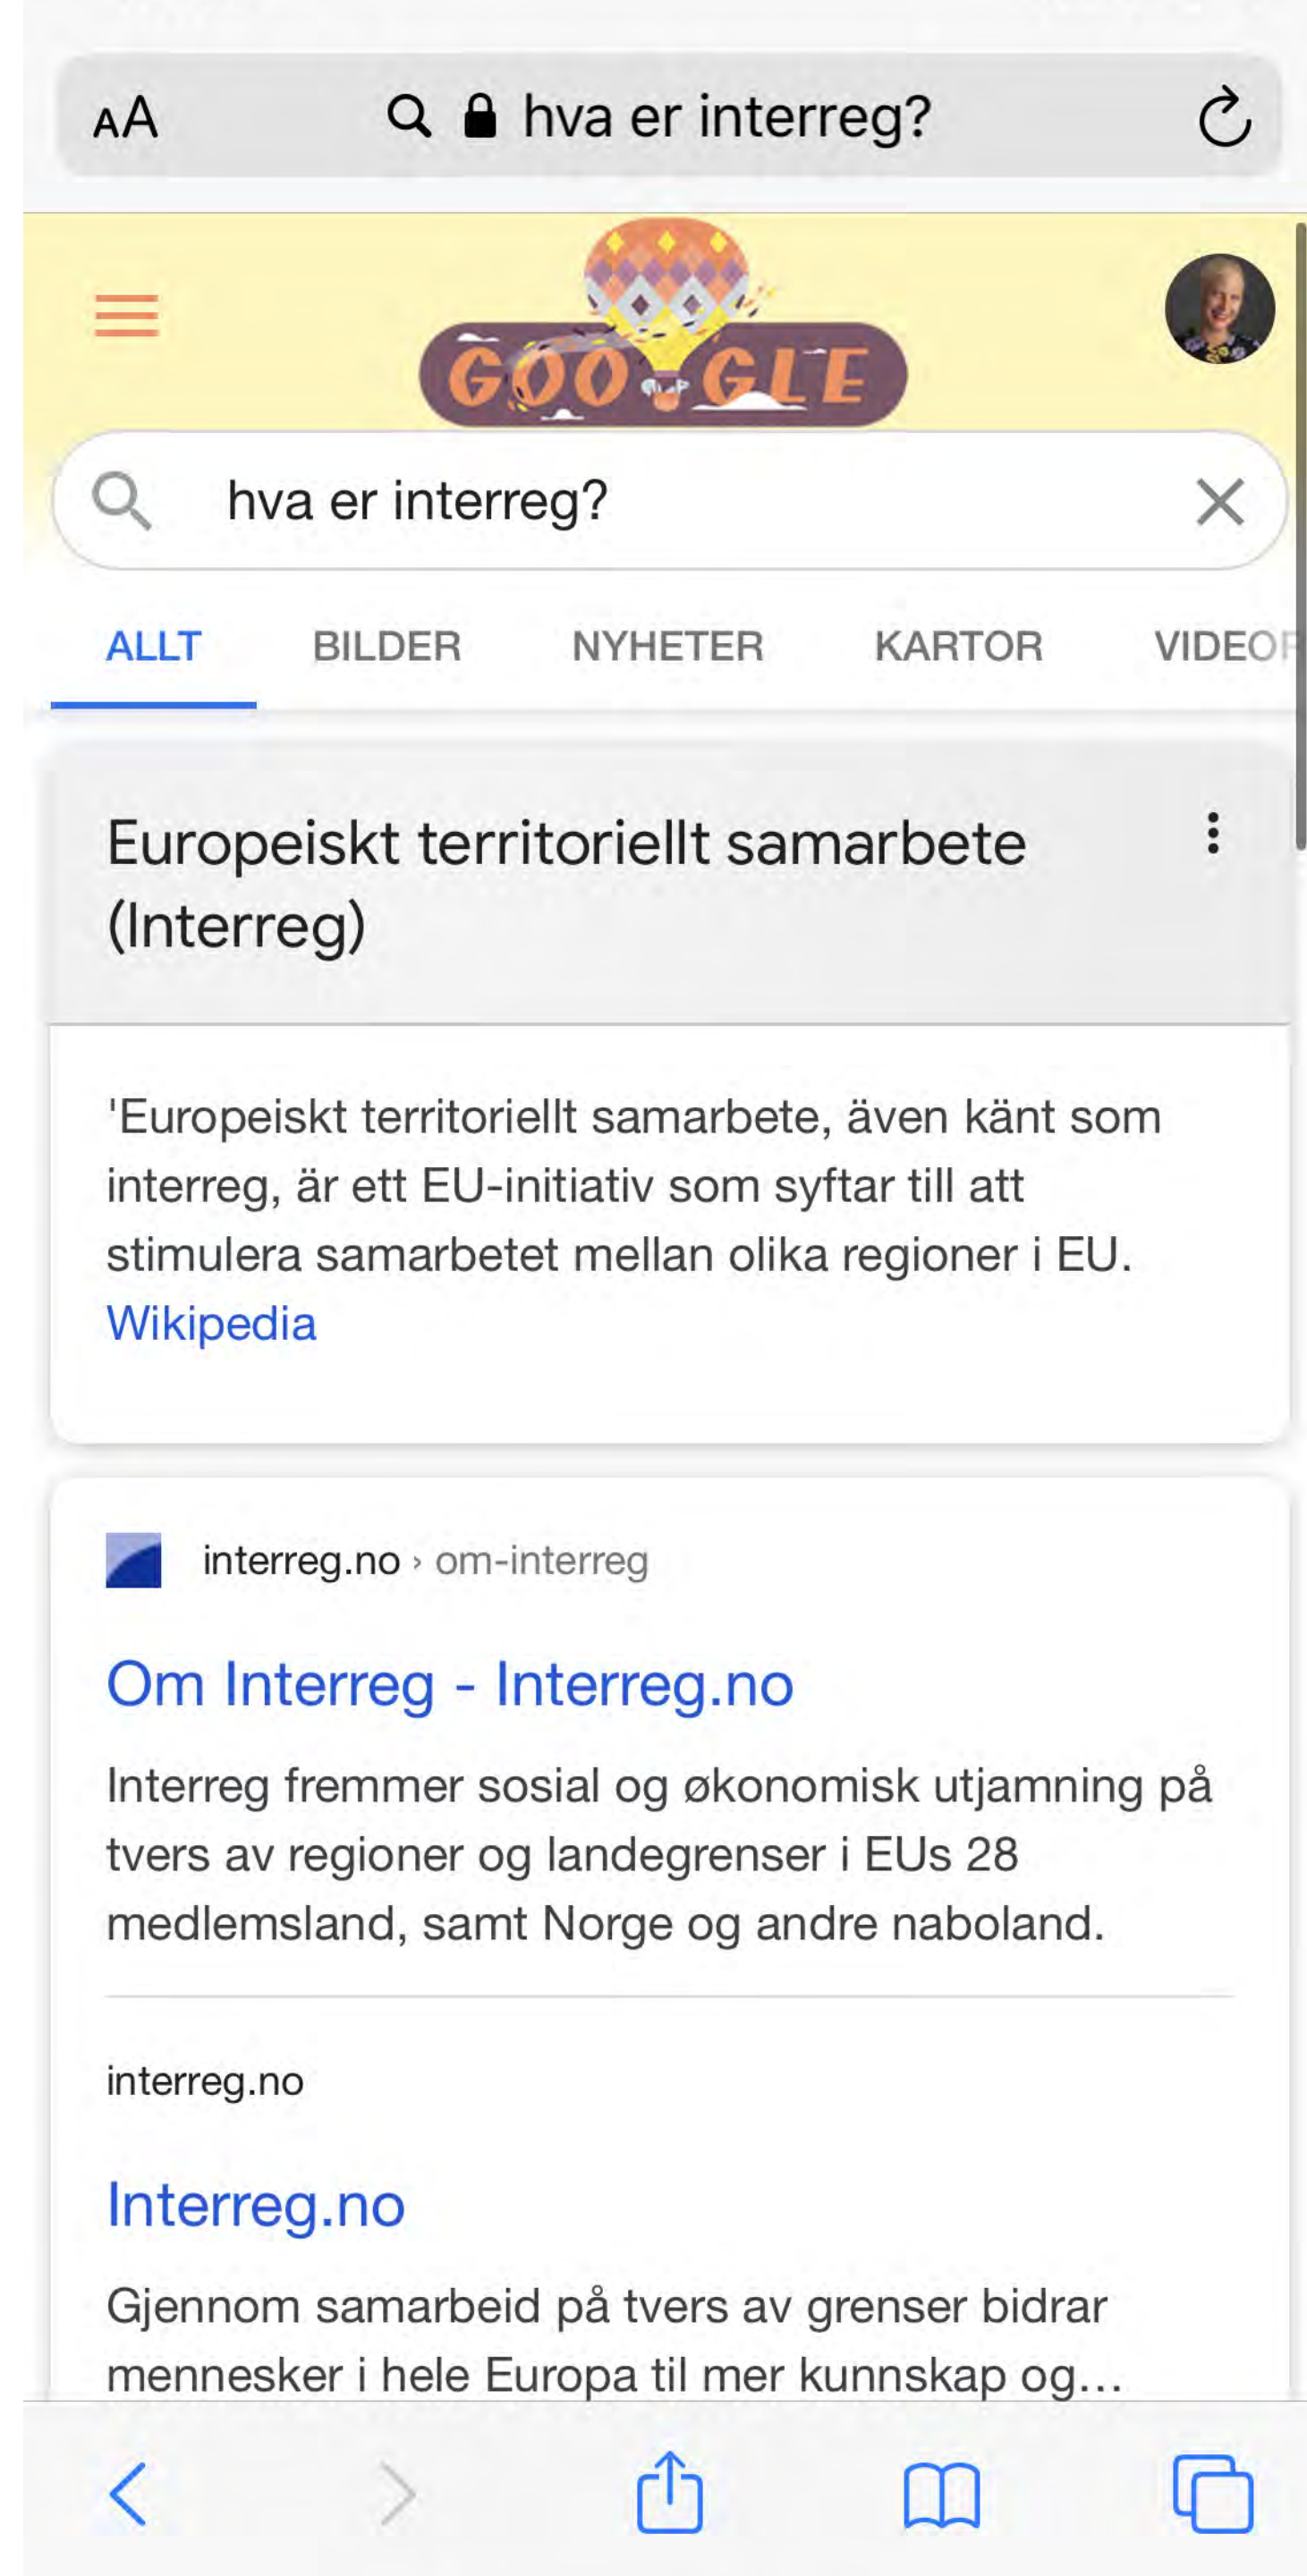 AA hva er interreg?
GOOGLE
hva er interreg?
ALLT BILDER NYHETER KARTOR VIDEOR
Europeiskt territoriellt samarbete
(Interreg)
'Europeiskt territoriellt samarbete, även känt som
interreg, är ett EU-initiativ som syftar till att
stimulera samarbetet mellan olika regioner i EU.
Wikipedia
interreg.no › om-interreg
Om Interreg - Interreg.no
Interreg fremmer sosial og økonomisk utjamning på
tvers av regioner og landegrenser i EUs 28
medlemsland, samt Norge og andre naboland.
interreg.no
Interreg.no
Gjennom samarbeid på tvers av grenser bidrar
mennesker i hele Europa til mer kunnskap og...